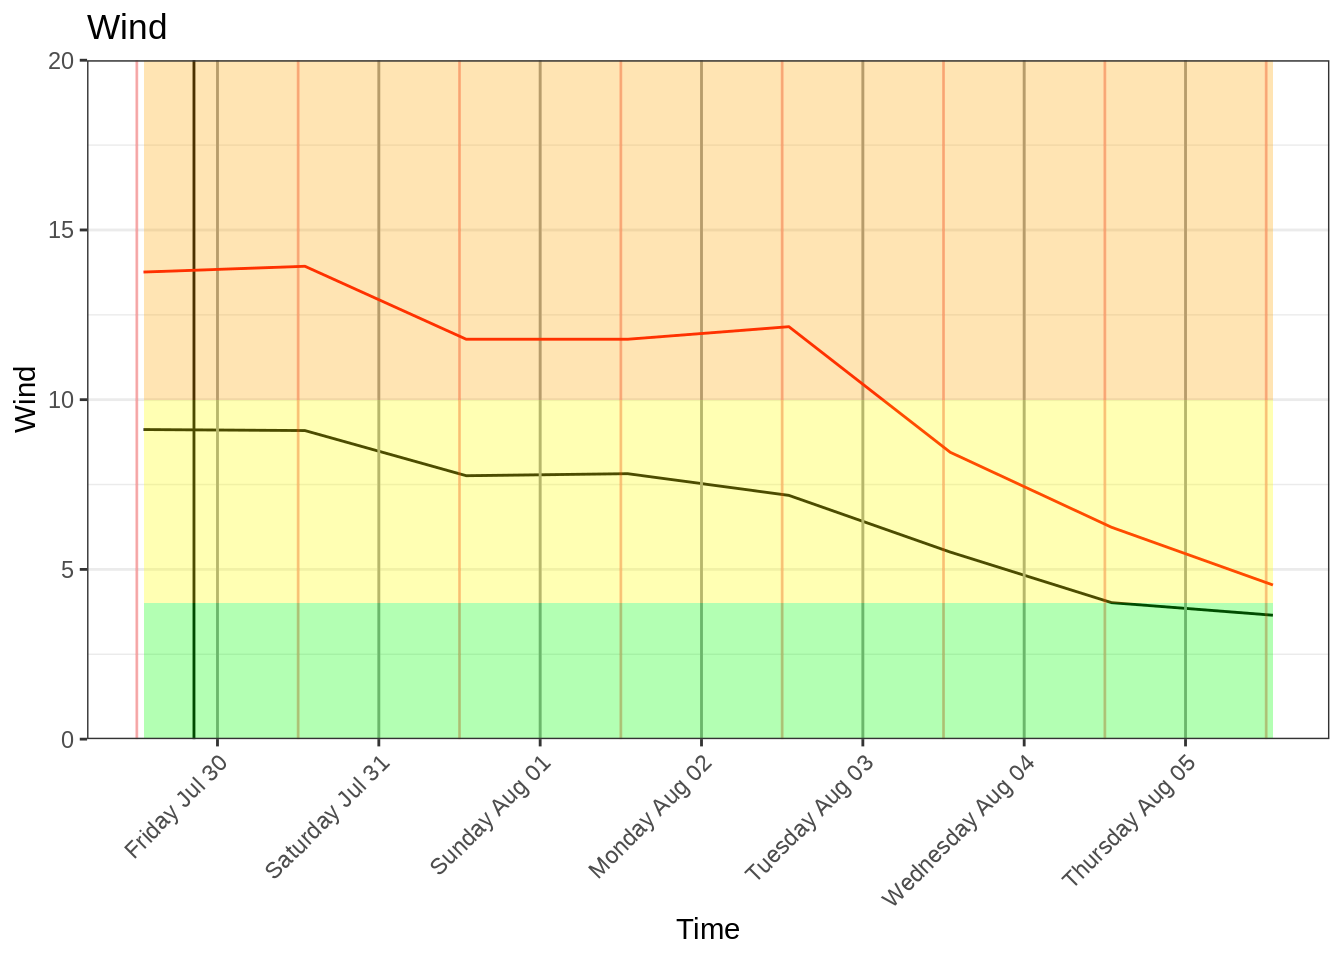 Wind
20
15
10
5
0
Wind
Friday Jul 30
Saturday Jul 31
Sunday Aug 01
Monday Aug 02
Tuesday Aug 03
Wednesday Aug 04
Thursday Aug 05
Time